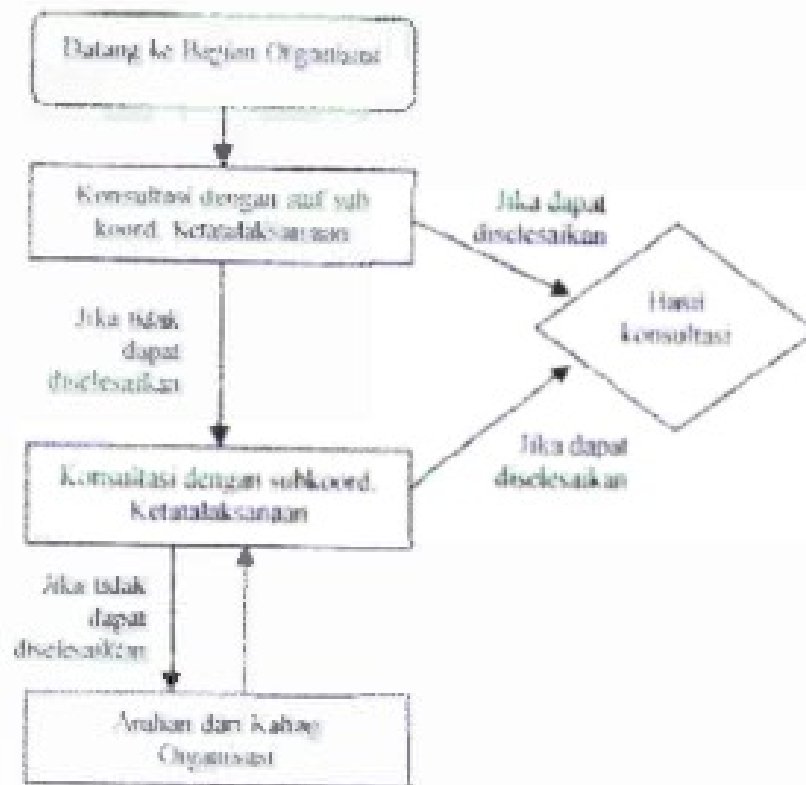 Datang ke Bagian Organisasi
Konsultasi dengan staf sub
koord. Ketatalaksanaan
Jika dapat
diselesaikan
Hasil
konsultasi
Jika tidak
dapat
diselesaikan
Jika dapat
diselesaikan
Konsultasi dengan subkoord.
Ketatalaksanaan
Jika tidak
dapat
diselesaikan
Arahan dari Kabag
Organisasi